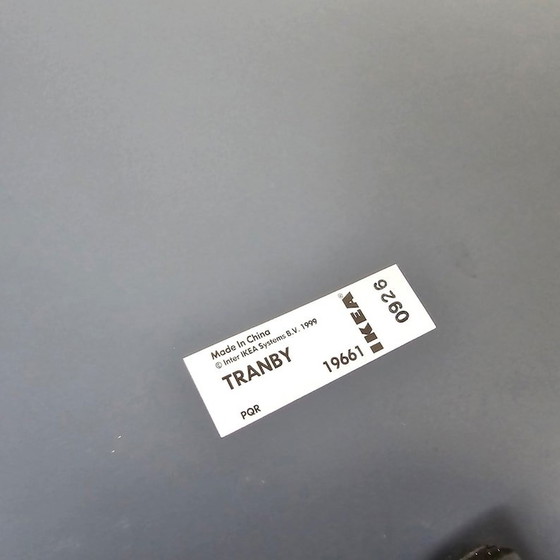 Made In China
© Inter IKEA Systems B.V. 1999
TRANBY
19661
PQR
IKEA®
0926